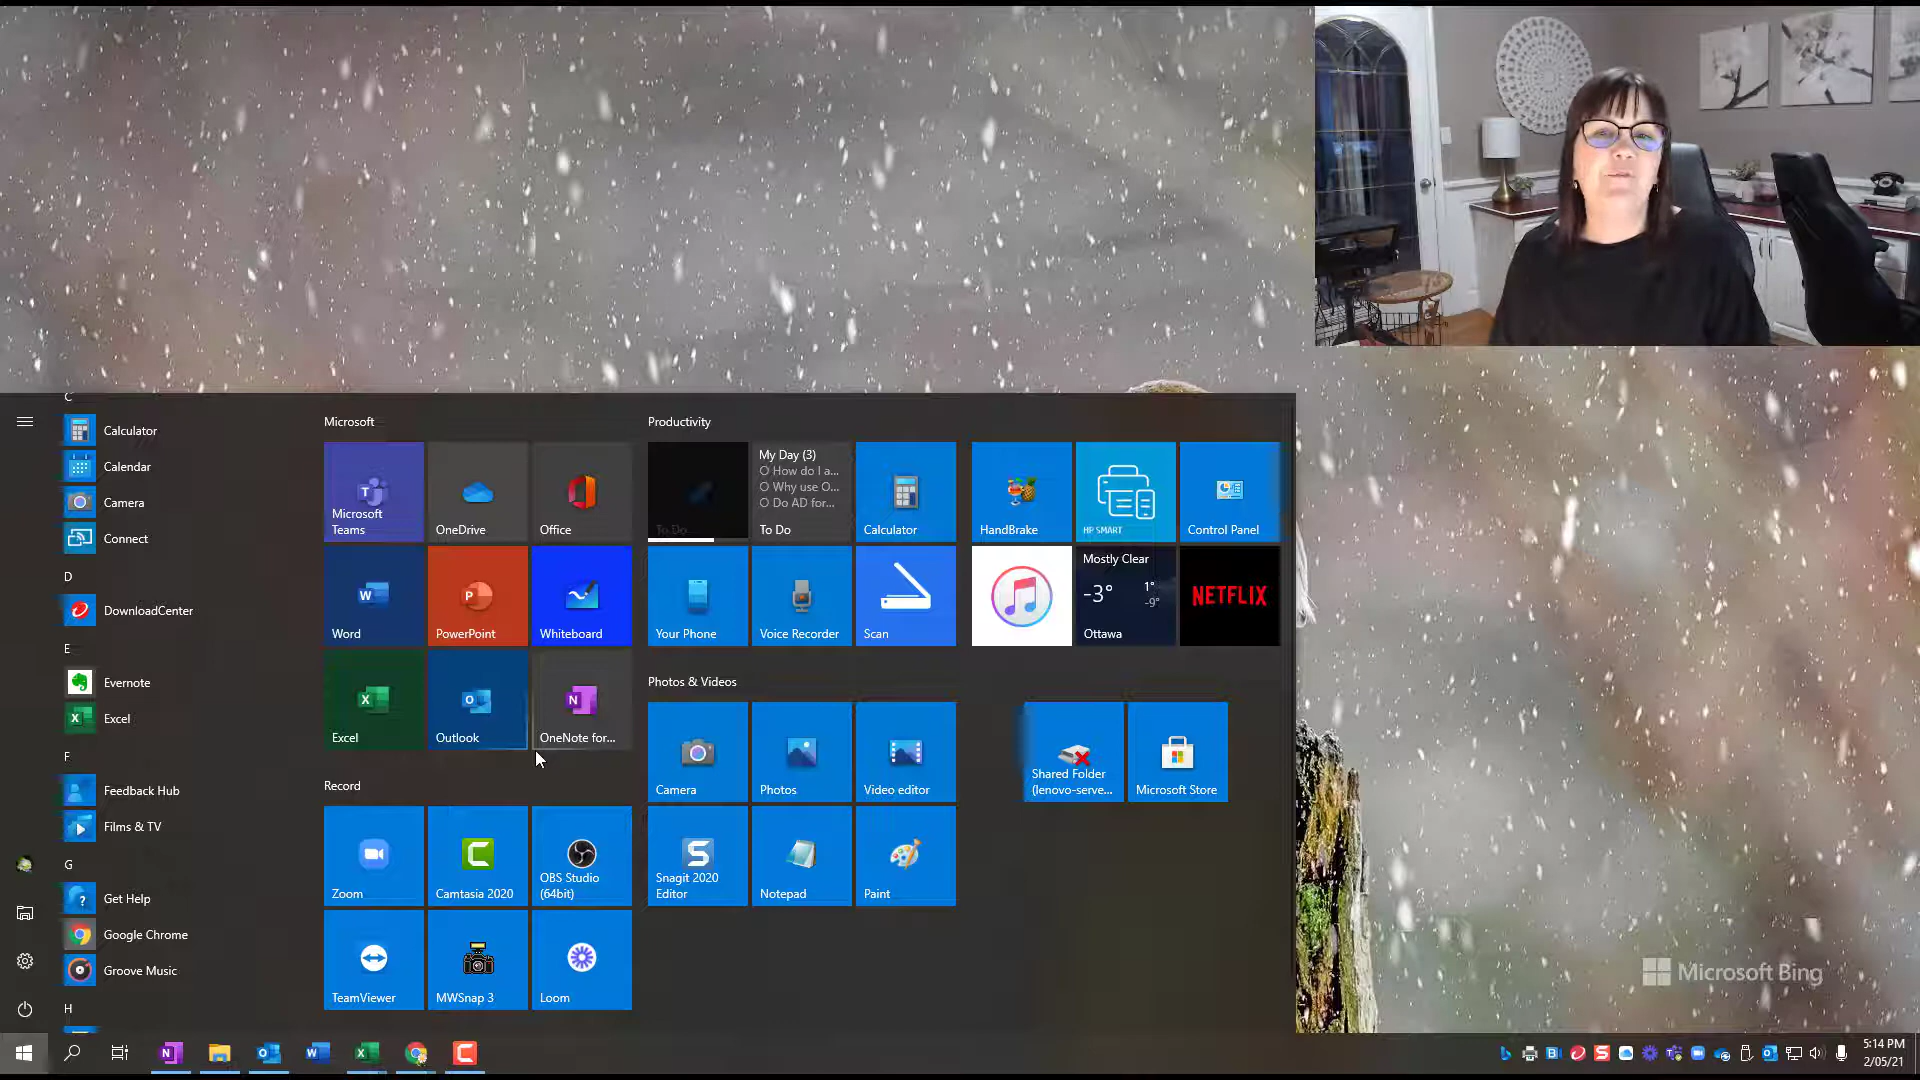 C
Calculator
Calendar
Camera
Connect
D
DownloadCenter
E
Evernote
Excel
F
Feedback Hub
Films & TV
G
Get Help
Google Chrome
Groove Music
H
Microsoft
Microsoft
Teams
OneDrive
Office
Word
PowerPoint
Whiteboard
Excel
Outlook
OneNote for...
Record
Zoom
Camtasia 2020
OBS Studio
(64bit)
TeamViewer
MWSnap 3
Loom
Productivity
To Do
My Day (3)
How do I a...
Why use O...
Do AD for...
To Do
Calculator
Your Phone
Voice Recorder
Scan
Photos & Videos
Camera
Photos
Video editor
Snagit 2020
Editor
Notepad
Paint
HandBrake
HP SMART
Control Panel
Mostly Clear
-3°
1°
-9°
Ottawa
NETFLIX
Shared Folder
(lenovo-serve...
Microsoft Store
Microsoft Bing
5:14 PM
2/05/21